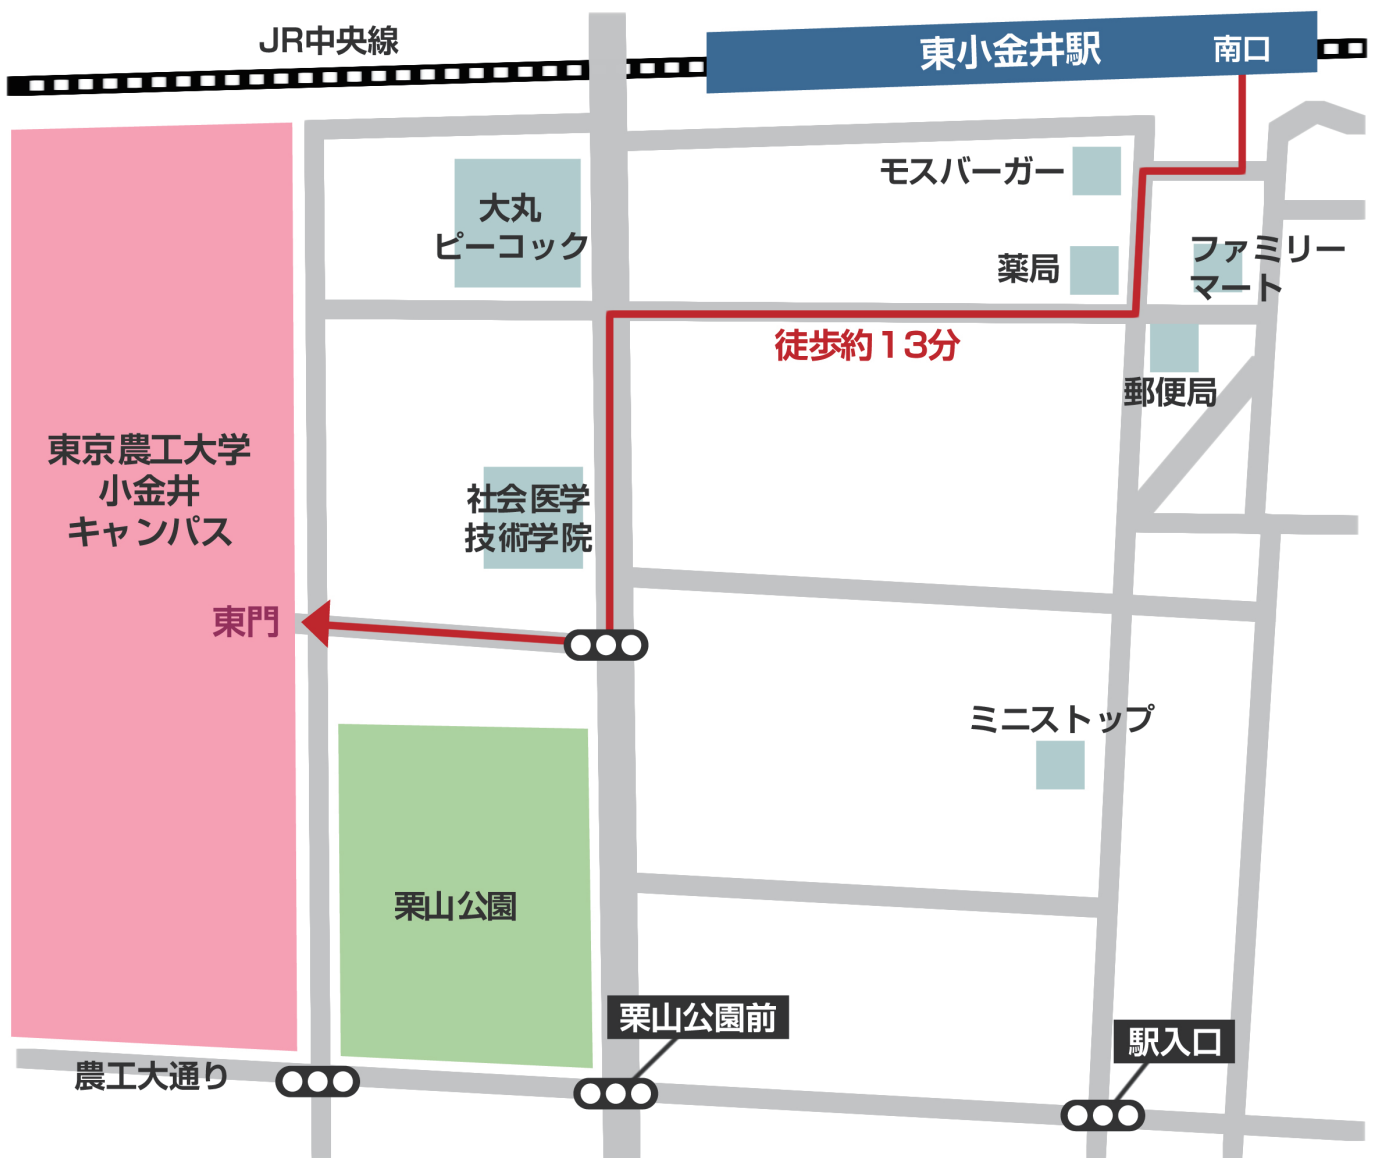 JR中央線
東小金井駅
南口
モスバーガー
大丸
ピーコック
薬局
ファミリー
マート
徒歩約13分
郵便局
東京農工大学
小金井
キャンパス
社会医学
技術学院
東門
ミニストップ
栗山公園
栗山公園前
駅入口
農工大通り